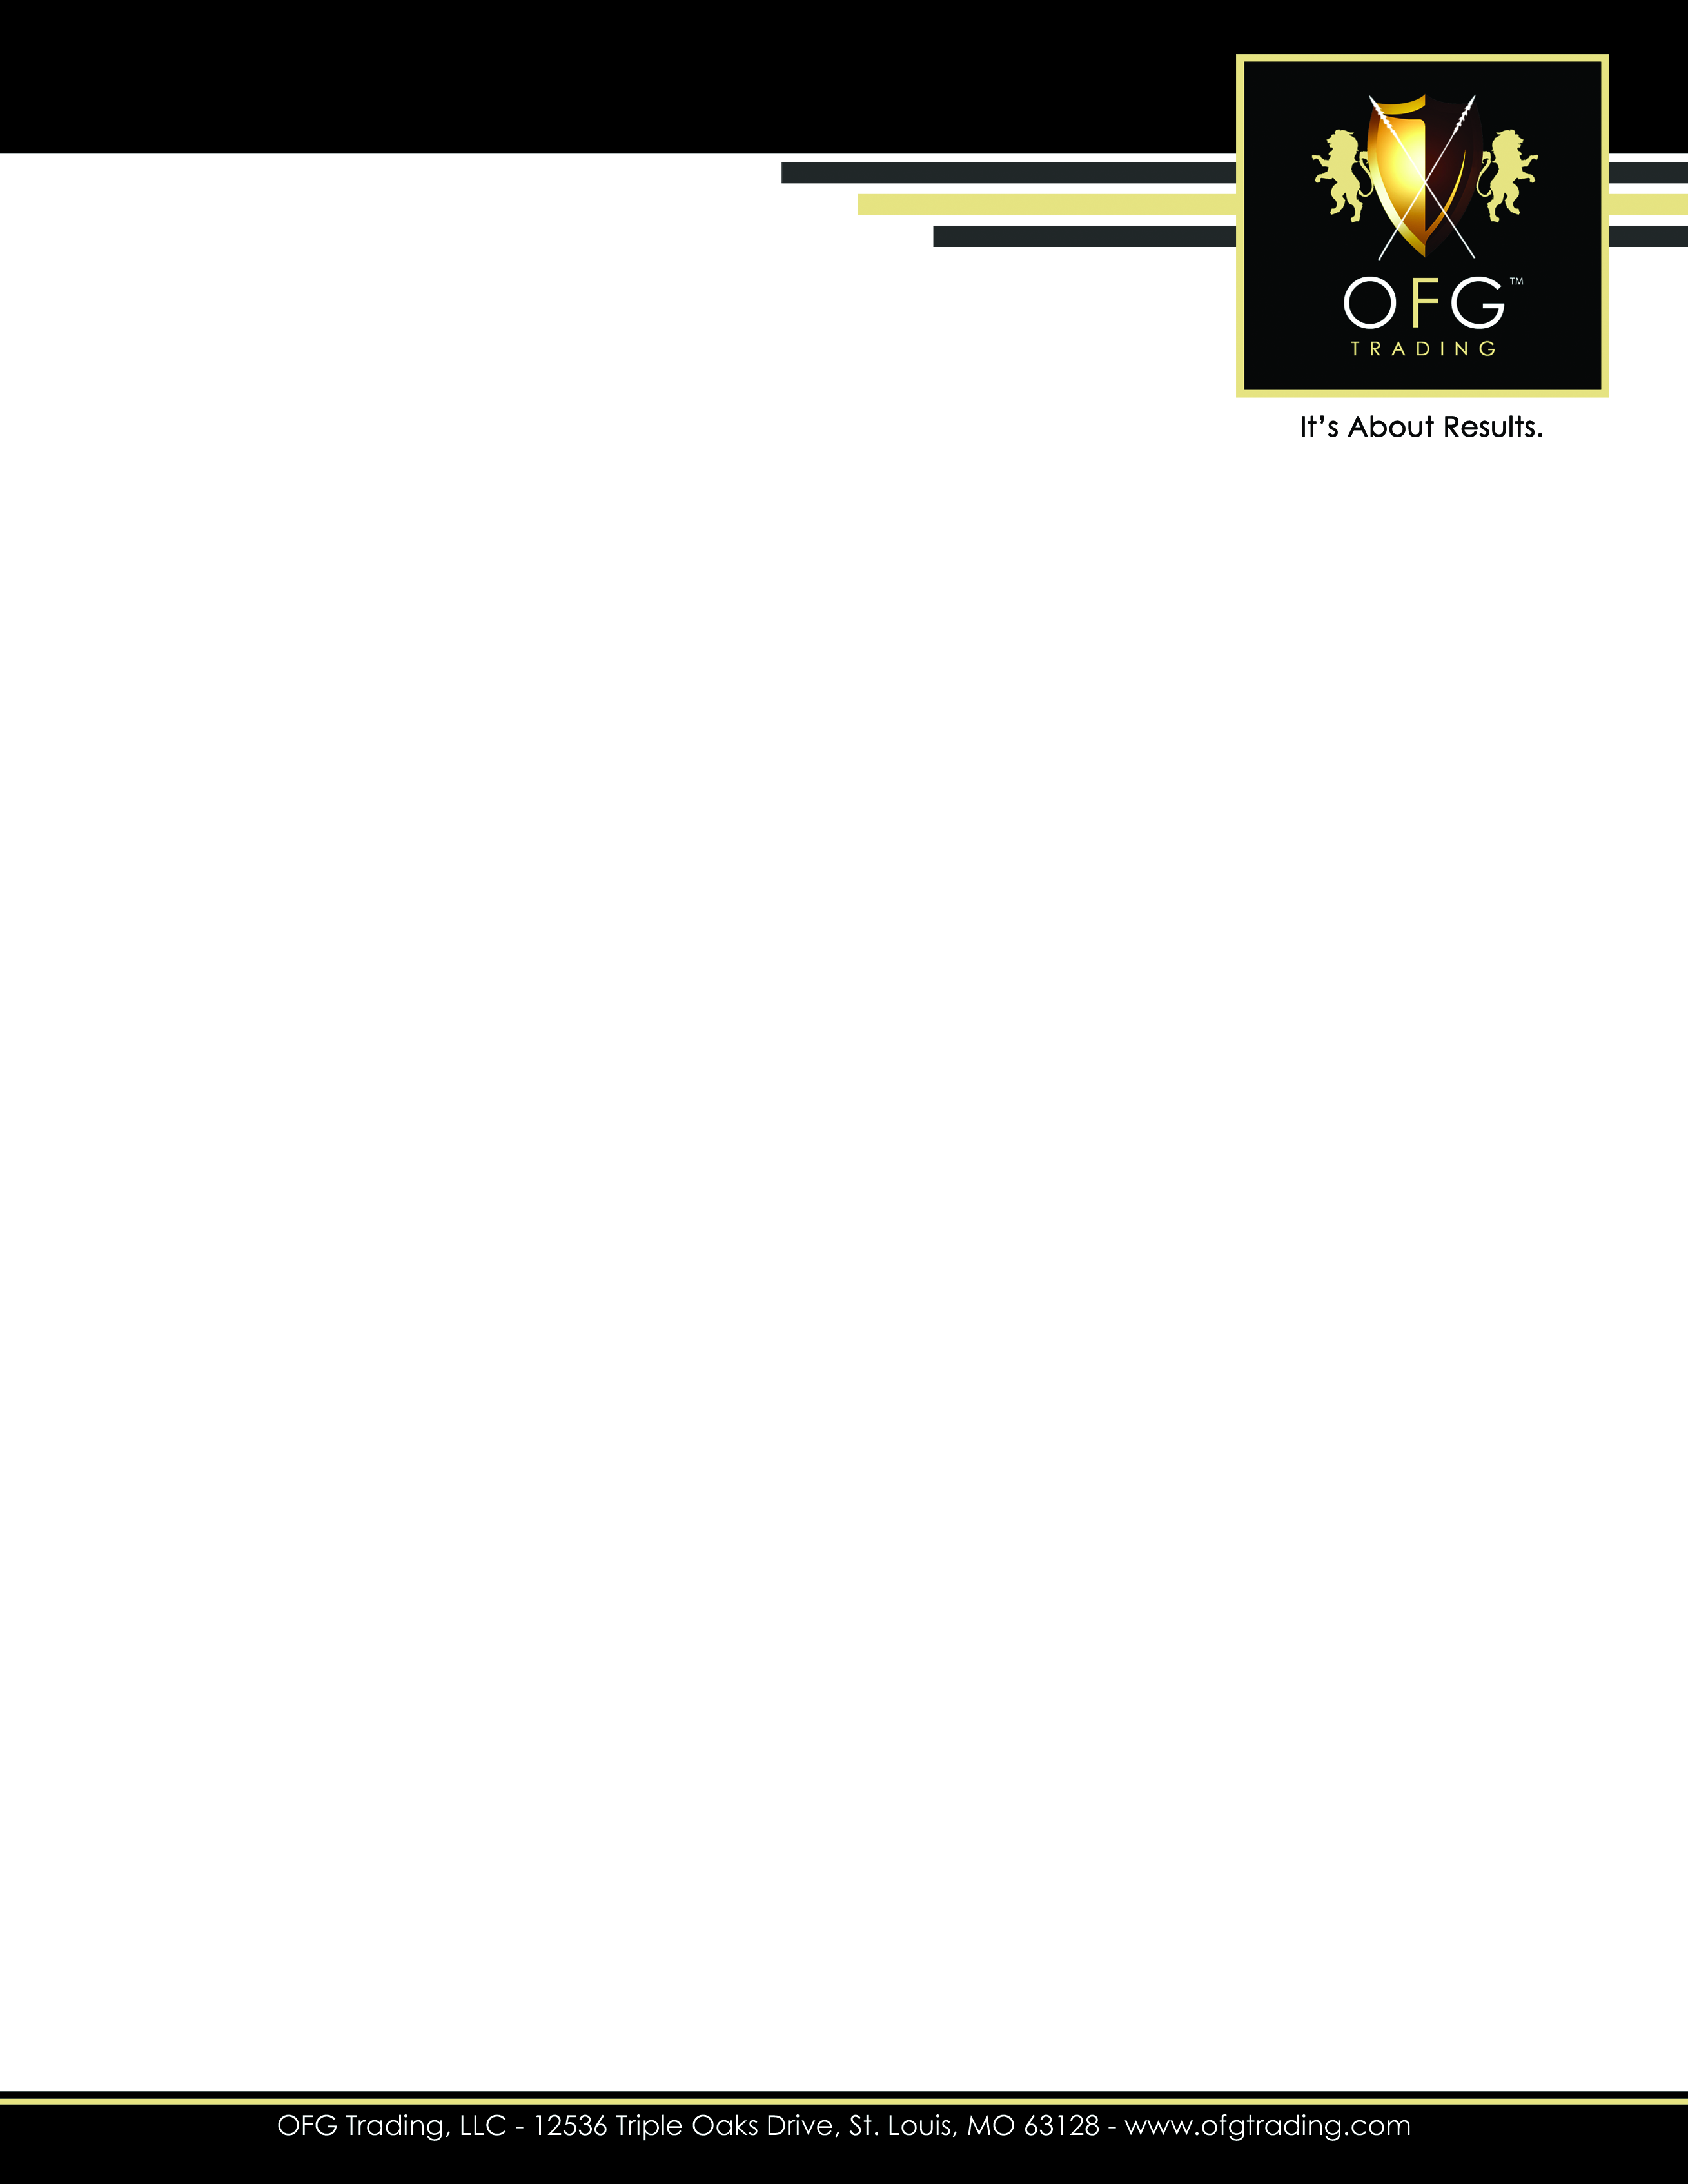 OFG™
TRADING
It’s About Results.
OFG Trading, LLC - 12536 Triple Oaks Drive, St. Louis, MO 63128 - www.ofgtrading.com